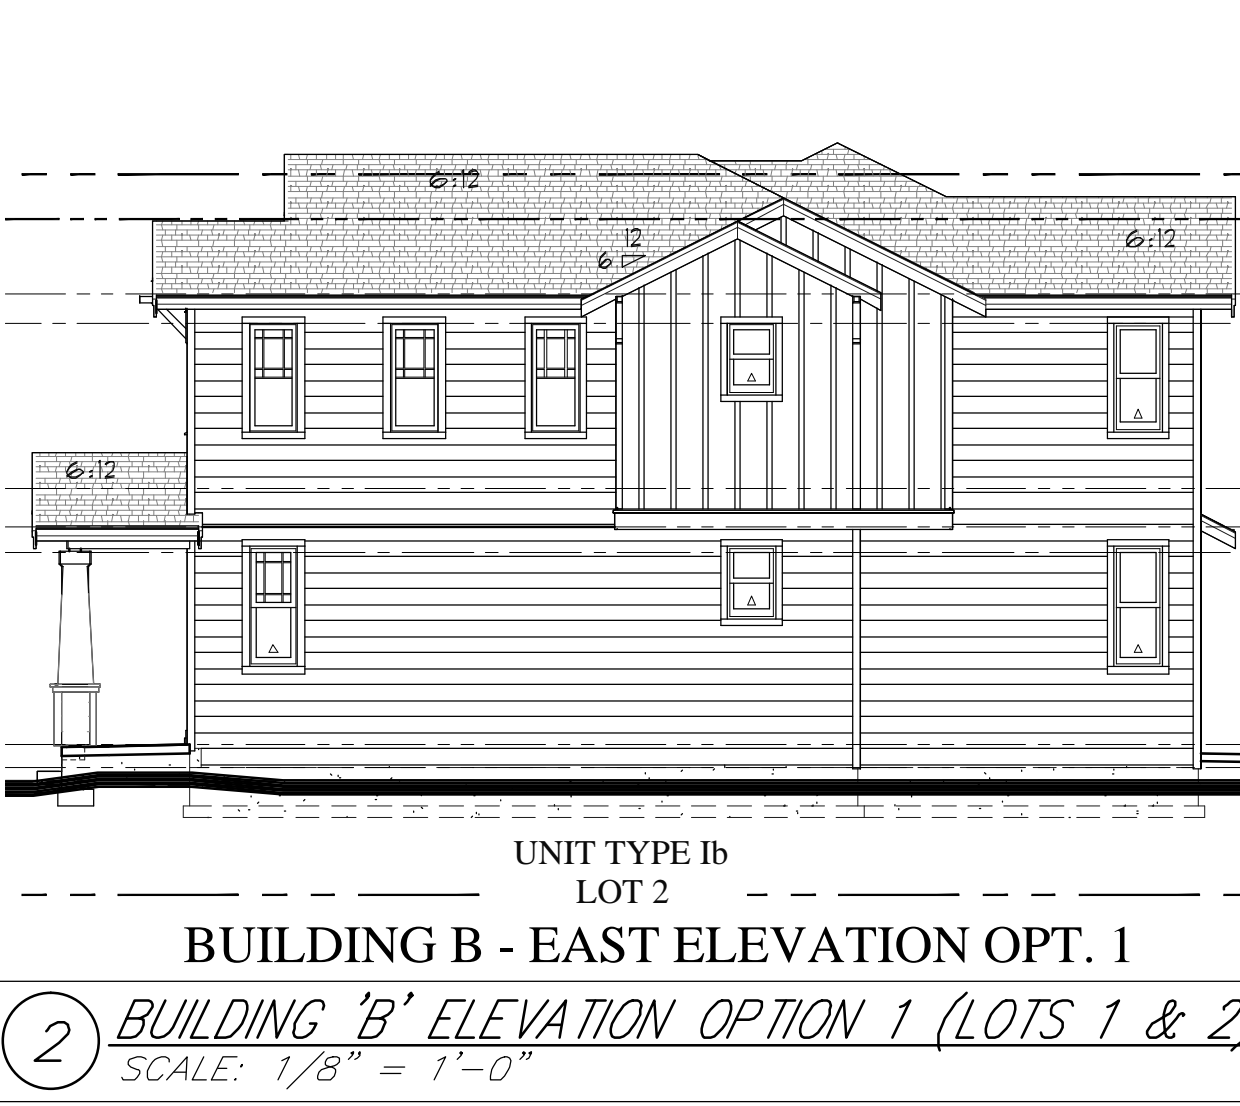 6:12
12
6
6:12
6:12
UNIT TYPE Ib
LOT 2
BUILDING B - EAST ELEVATION OPT. 1
2
BUILDING 'B' ELEVATION OPTION 1 (LOTS 1 & 2)
SCALE: 1/8" = 1'-0"